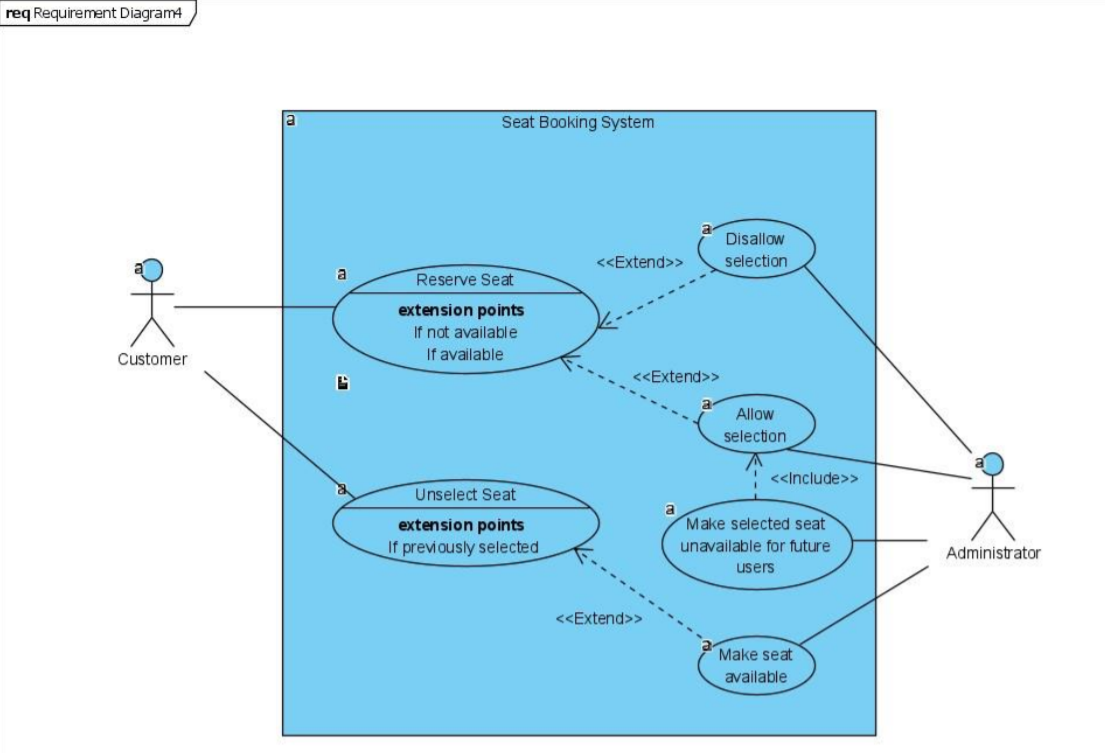 req Requirement Diagram4
a
Seat Booking System
a
Disallow
selection
<<Extend>>
a
Customer
a
Reserve Seat
extension points
If not available
If available
<<Extend>>
a
Allow
selection
<<Include>>
a
Administrator
a
Unselect Seat
extension points
If previously selected
a
Make selected seat
unavailable for future
users
<<Extend>>
a
Make seat
available